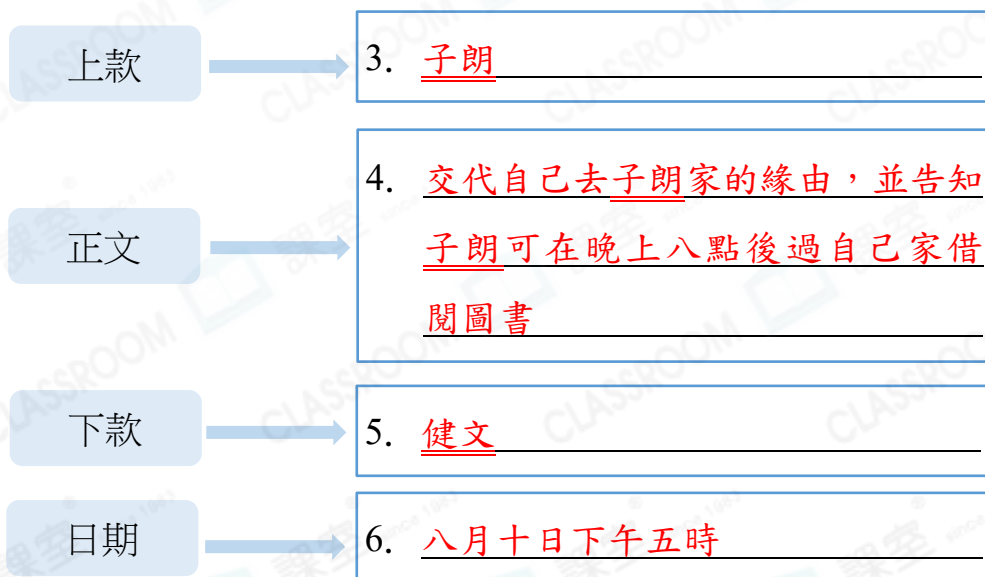 上款
3. 子朗
正文
4. 交代自己去子朗家的緣由，並告知
子朗可在晚上八點後過自己家借
閱圖書
下款
5. 健文
日期
6. 八月十日下午五時